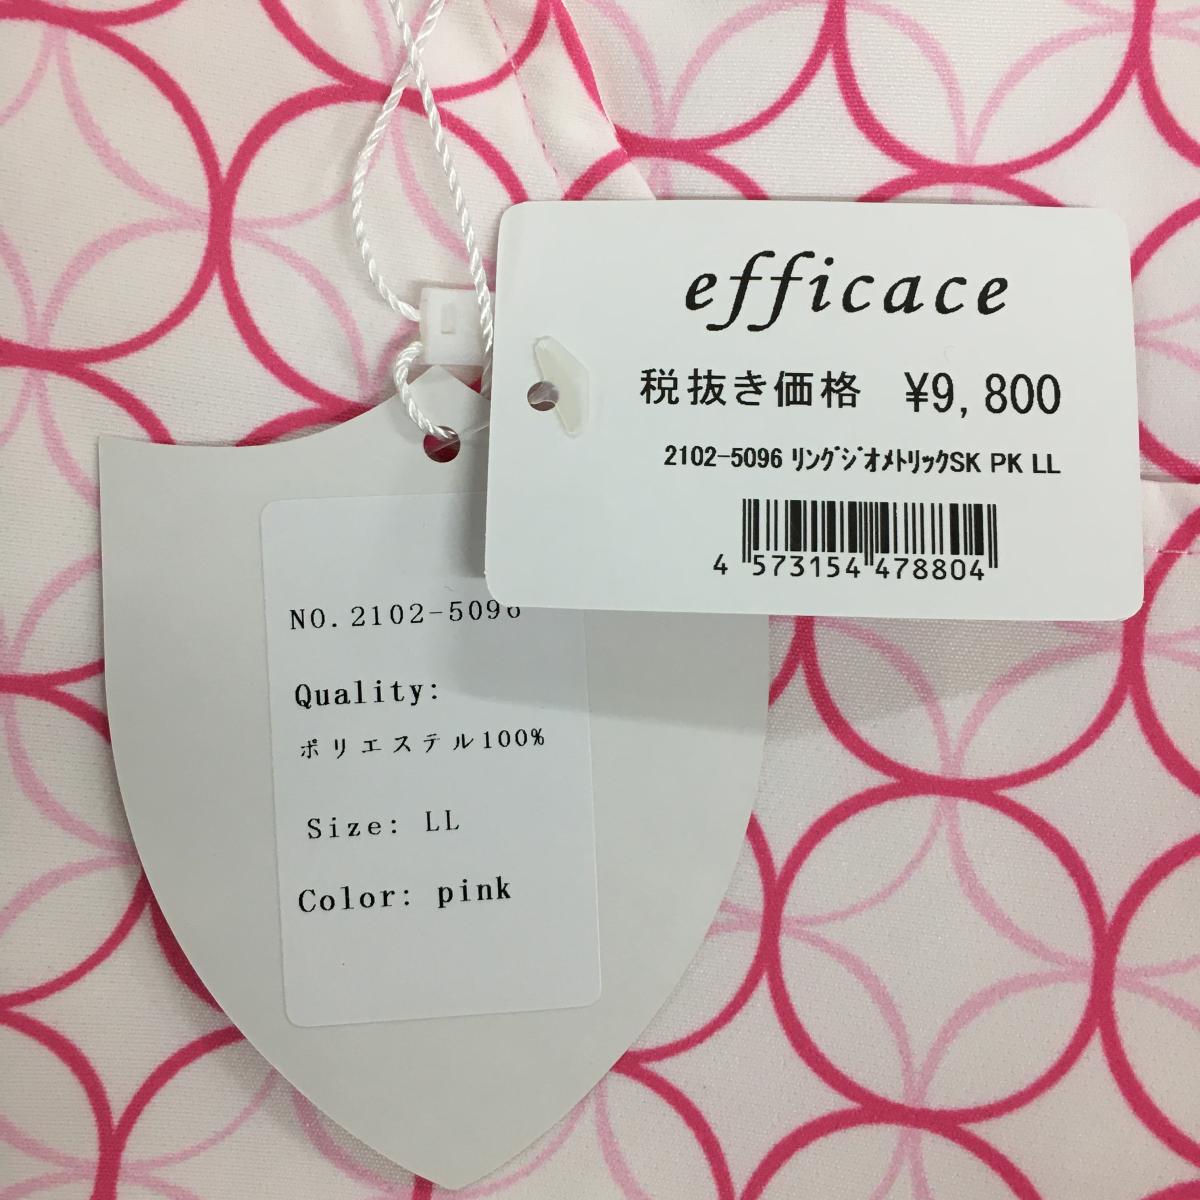 efficace
税抜き価格 ¥9,800
2102-5096 ﾘﾝｸﾞｼﾞｵﾒﾄﾘｯｸSK PK LL
4 573154 478804
NO.2102-5096
Quality:
ポリエステル100%
Size: LL
Color: pink